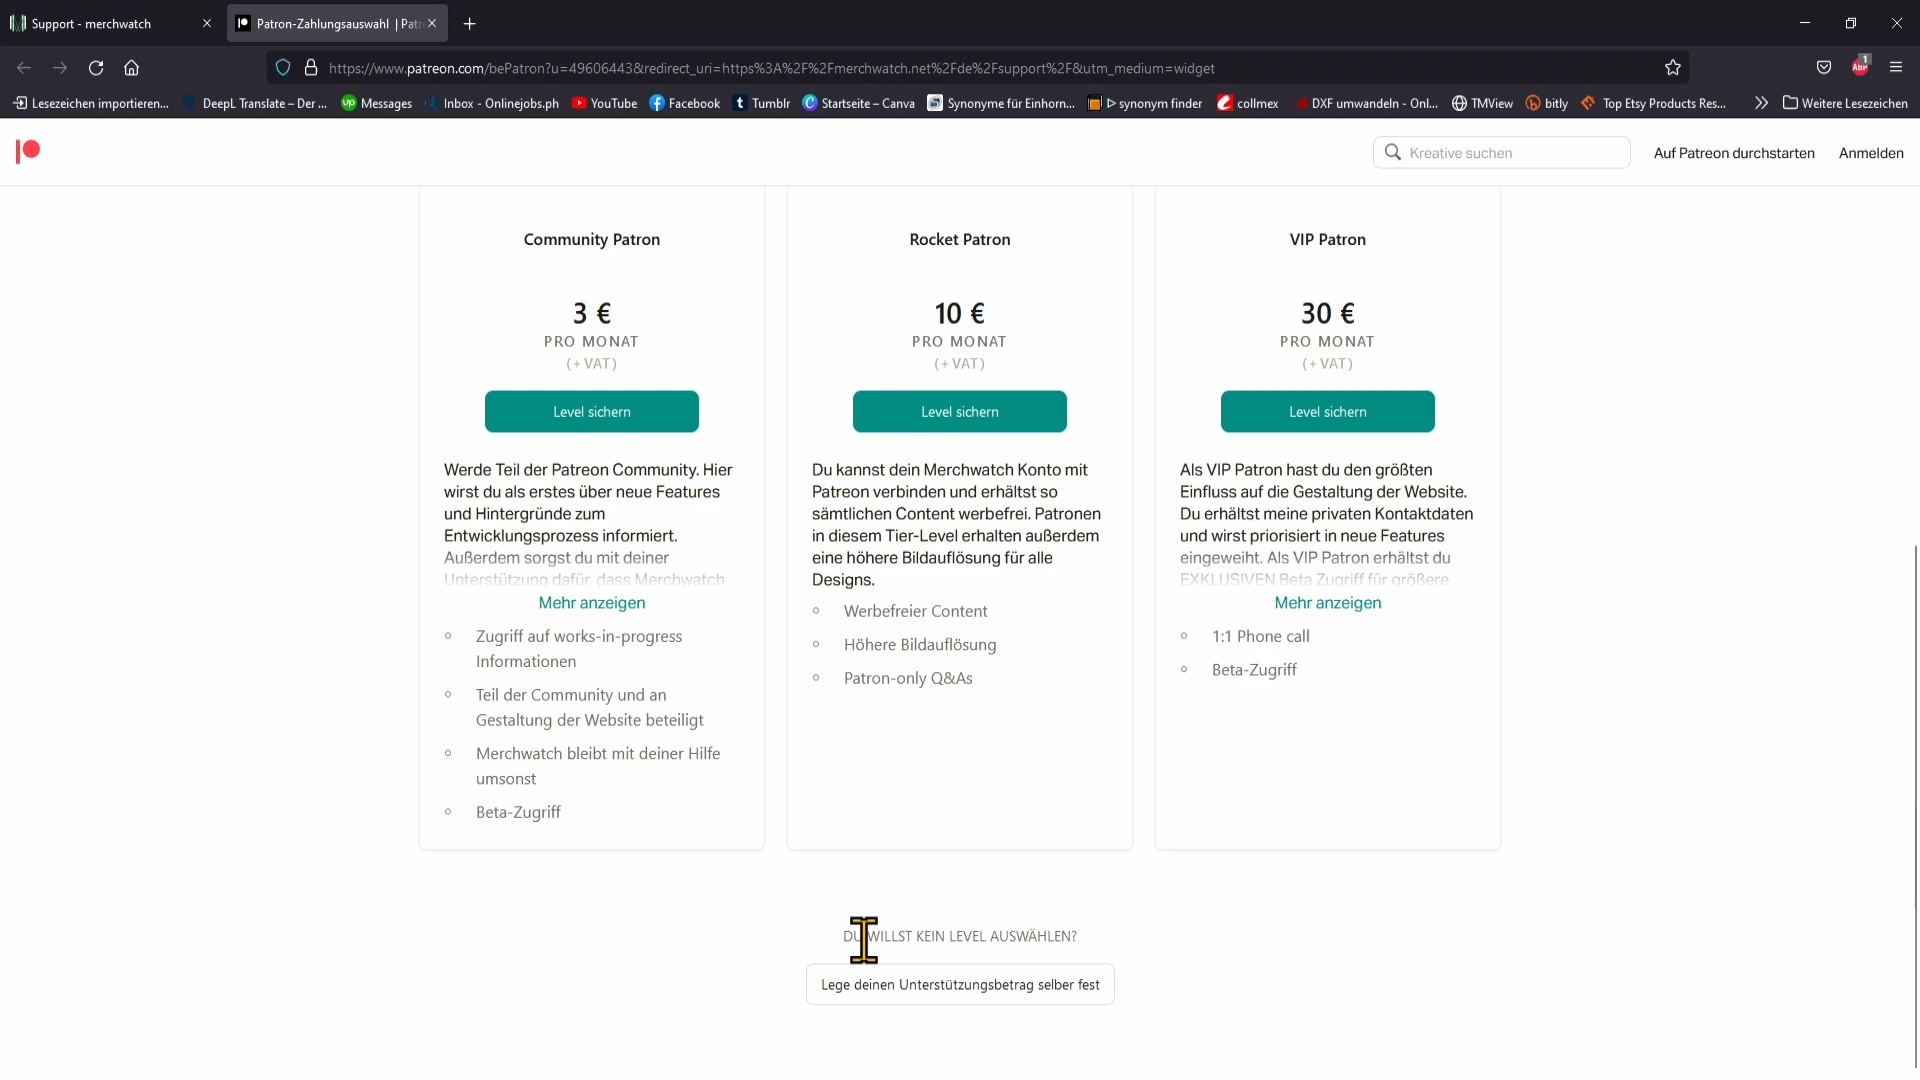 Support - merchwatch
Patron-Zahlungsauswahl | Patr
https://www.patreon.com/bePatron?u=49606443&redirect_uri=https%3A%2F%2Fmerchwatch.net%2Fde%2Fsupport%2F&utm_medium=widget
1
ABP
Lesezeichen importieren...
DeepL Translate – Der ...
up Messages
Inbox - Onlinejobs.ph
YouTube
Facebook
Tumblr
Startseite – Canva
Synonyme für Einhorn...
synonym finder
collmex
DXF umwandeln - Onl...
TMView
bitly
Top Etsy Products Res...
Weitere Lesezeichen
Kreative suchen
Auf Patreon durchstarten
Anmelden
Community Patron
3 €
PRO MONAT
(+ VAT)
Level sichern
Werde Teil der Patreon Community. Hier
wirst du als erstes über neue Features
und Hintergründe zum
Entwicklungsprozess informiert.
Außerdem sorgst du mit deiner
Unterstützung dafür, dass Merchwatch
Mehr anzeigen
Zugriff auf works-in-progress
Informationen
Teil der Community und an
Gestaltung der Website beteiligt
Merchwatch bleibt mit deiner Hilfe
umsonst
Beta-Zugriff
Rocket Patron
10 €
PRO MONAT
(+ VAT)
Level sichern
Du kannst dein Merchwatch Konto mit
Patreon verbinden und erhältst so
sämtlichen Content werbefrei. Patronen
in diesem Tier-Level erhalten außerdem
eine höhere Bildauflösung für alle
Designs.
Werbefreier Content
Höhere Bildauflösung
Patron-only Q&As
VIP Patron
30 €
PRO MONAT
(+ VAT)
Level sichern
Als VIP Patron hast du den größten
Einfluss auf die Gestaltung der Website.
Du erhältst meine privaten Kontaktdaten
und wirst priorisiert in neue Features
eingeweiht. Als VIP Patron erhältst du
EXKLUSIVEN Beta Zugriff für größere
Mehr anzeigen
1:1 Phone call
Beta-Zugriff
DU WILLST KEIN LEVEL AUSWÄHLEN?
Lege deinen Unterstützungsbetrag selber fest